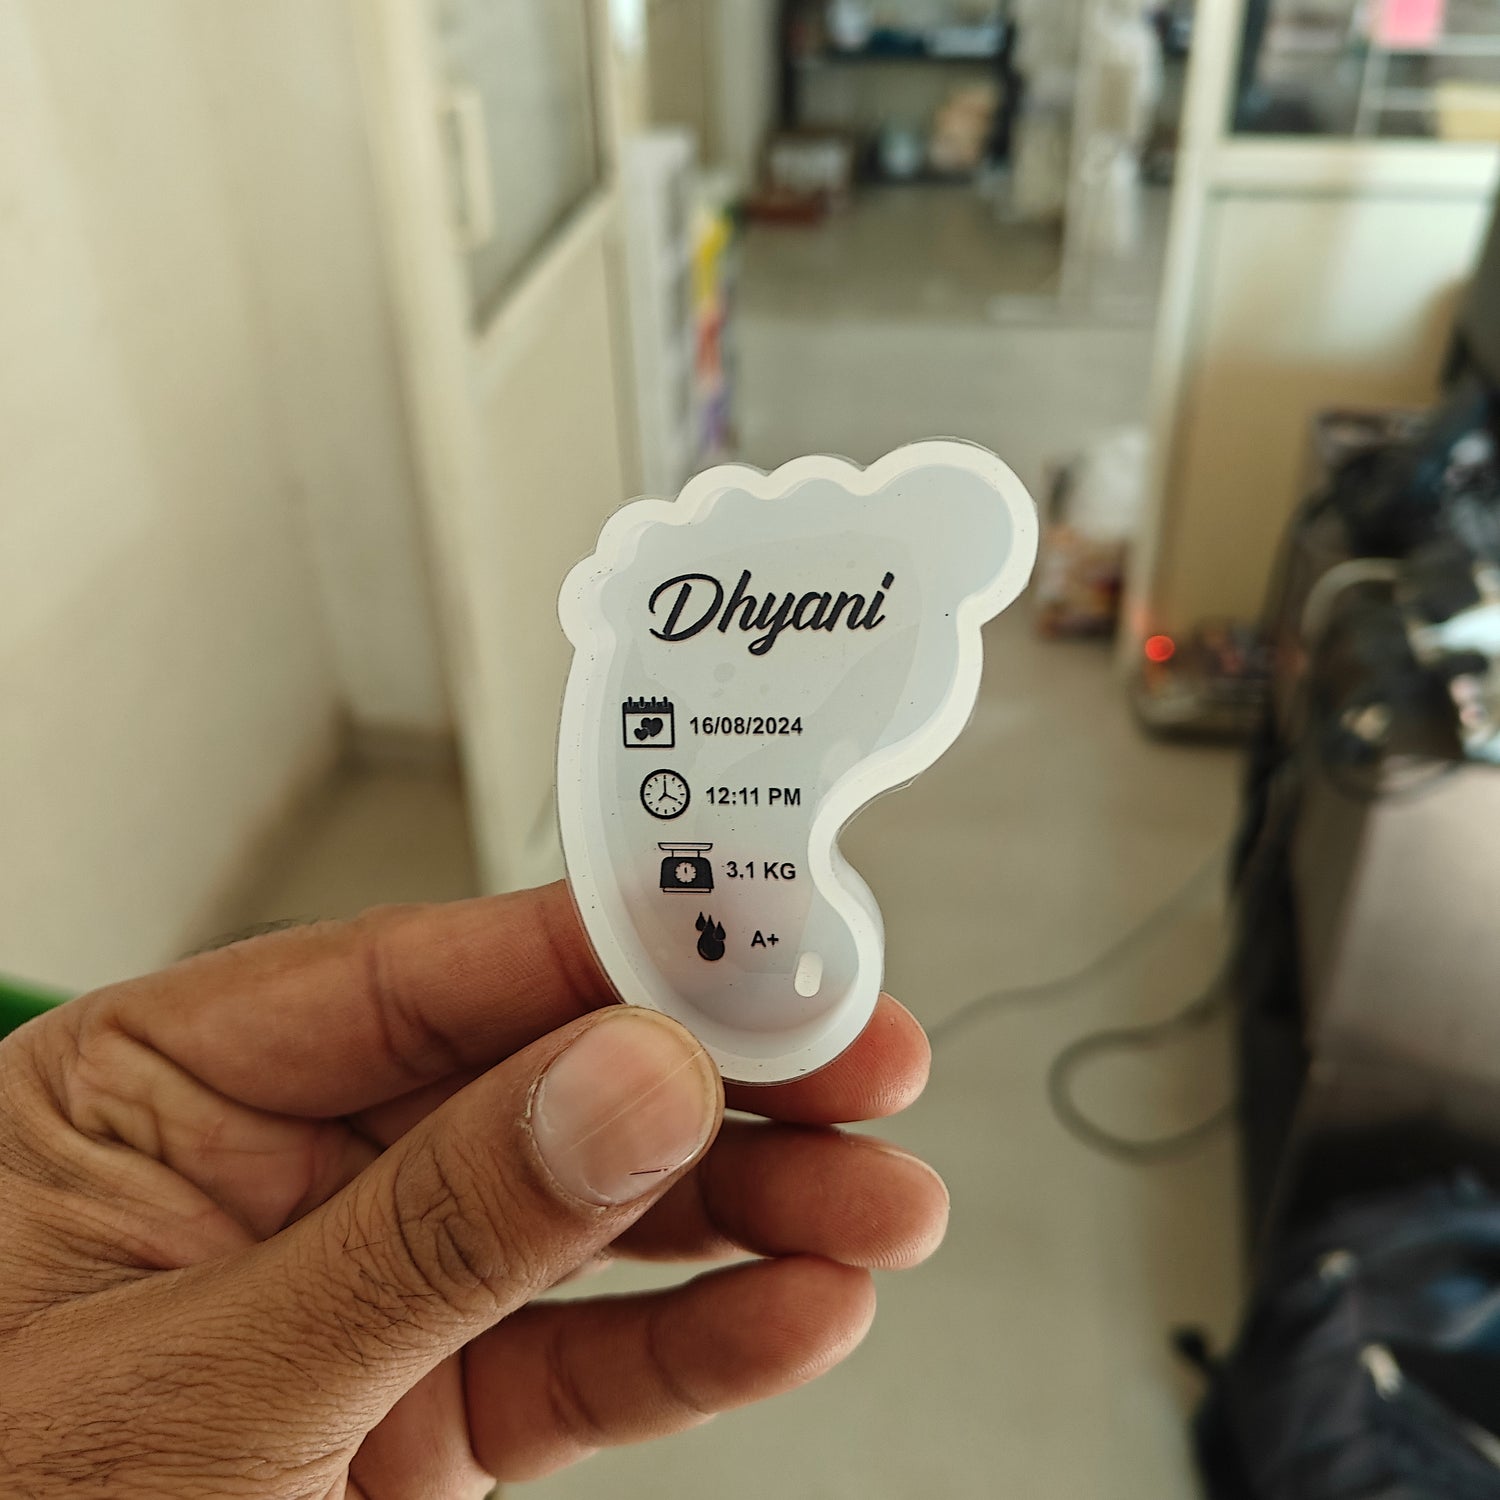 Dhyani
16/08/2024
12:11 PM
3.1 KG
A+